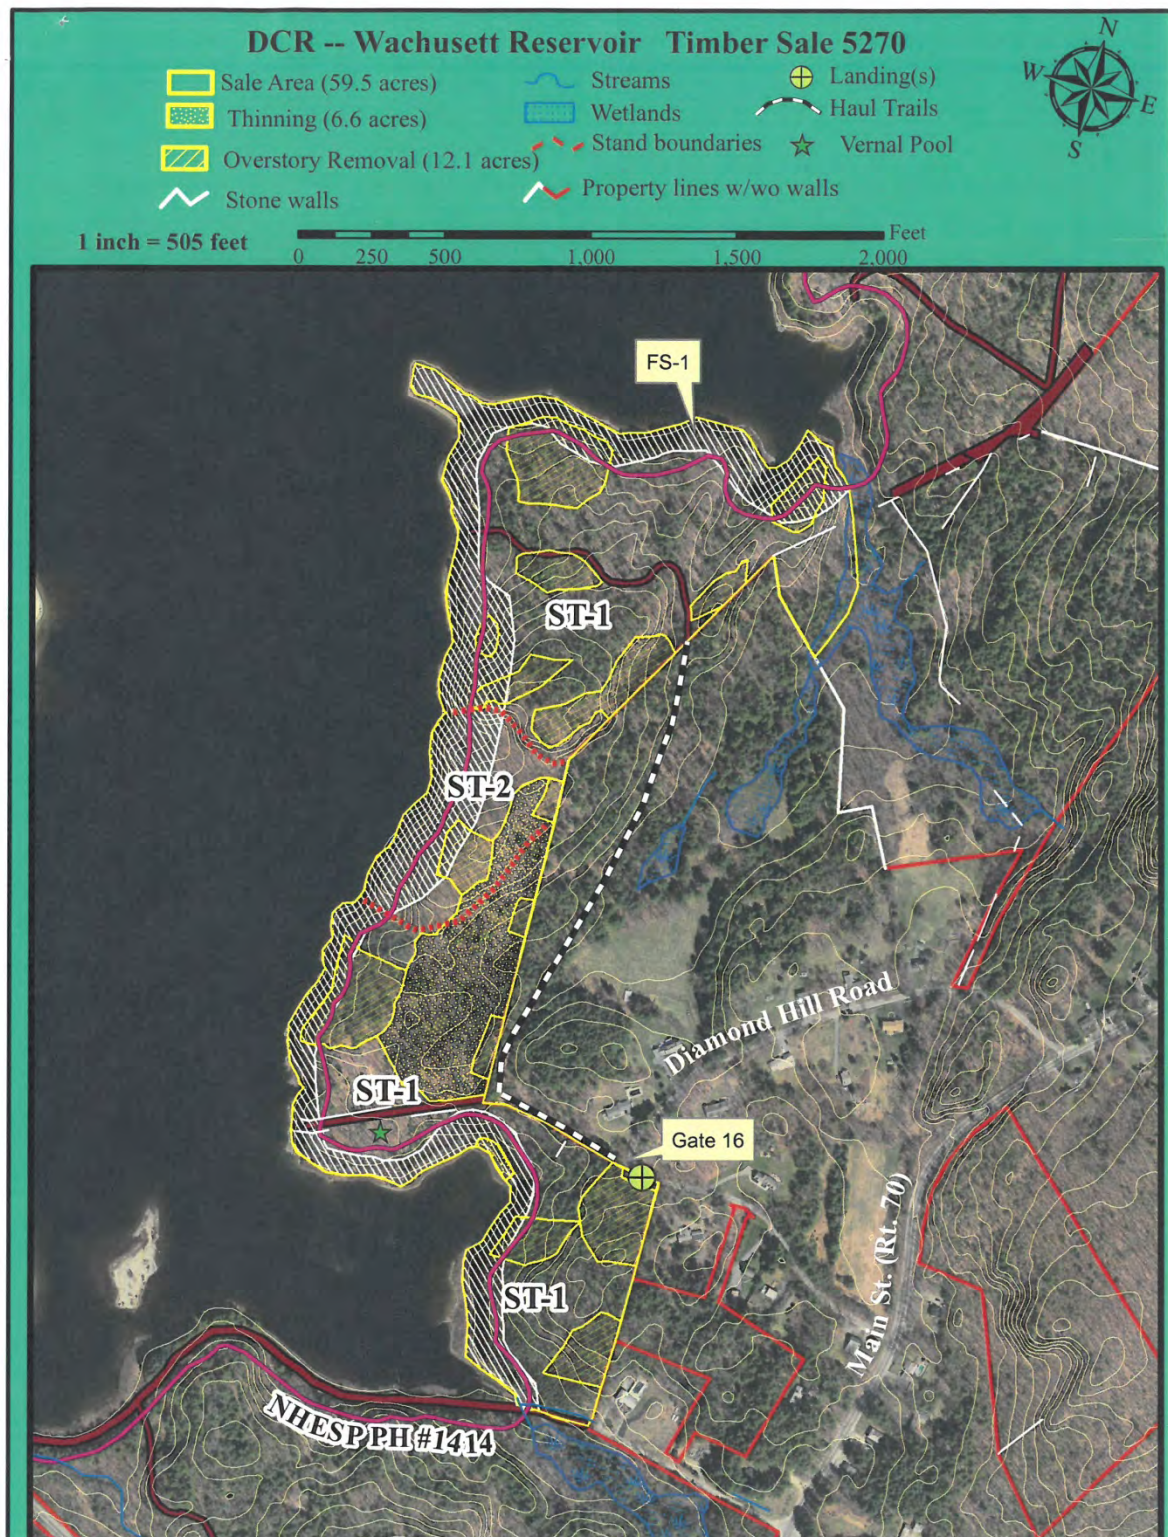 DCR -- Wachusett Reservoir Timber Sale 5270
N
W
E
S
Sale Area (59.5 acres)
Streams
Landing(s)
Thinning (6.6 acres)
Wetlands
Haul Trails
Overstory Removal (12.1 acres)
Stand boundaries
Vernal Pool
Stone walls
Property lines w/wo walls
1 inch = 505 feet
Feet
0 250 500 1,000 1,500 2,000
FS-1
ST-1
ST-2
Diamond Hill Road
ST-1
Gate 16
ST-1
Main St. (Rt. 70)
NHESP PH #1414